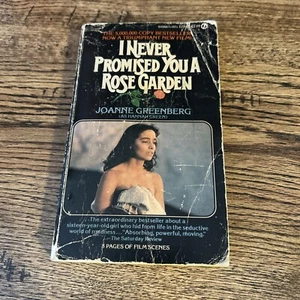 THE 5,000,000 COPY BESTSELLER
NOW A TRIUMPHANT NEW FILM!
I NEVER
PROMISED YOU A
ROSE GARDEN
JOANNE GREENBERG
(AS HANNAH GREEN)
The extraordinary bestseller about a
sixteen-year-old girl who hid from life in the seductive
world of madness... "Absorbing, powerful, moving."
—The Saturday Review
8 PAGES OF FILM SCENES